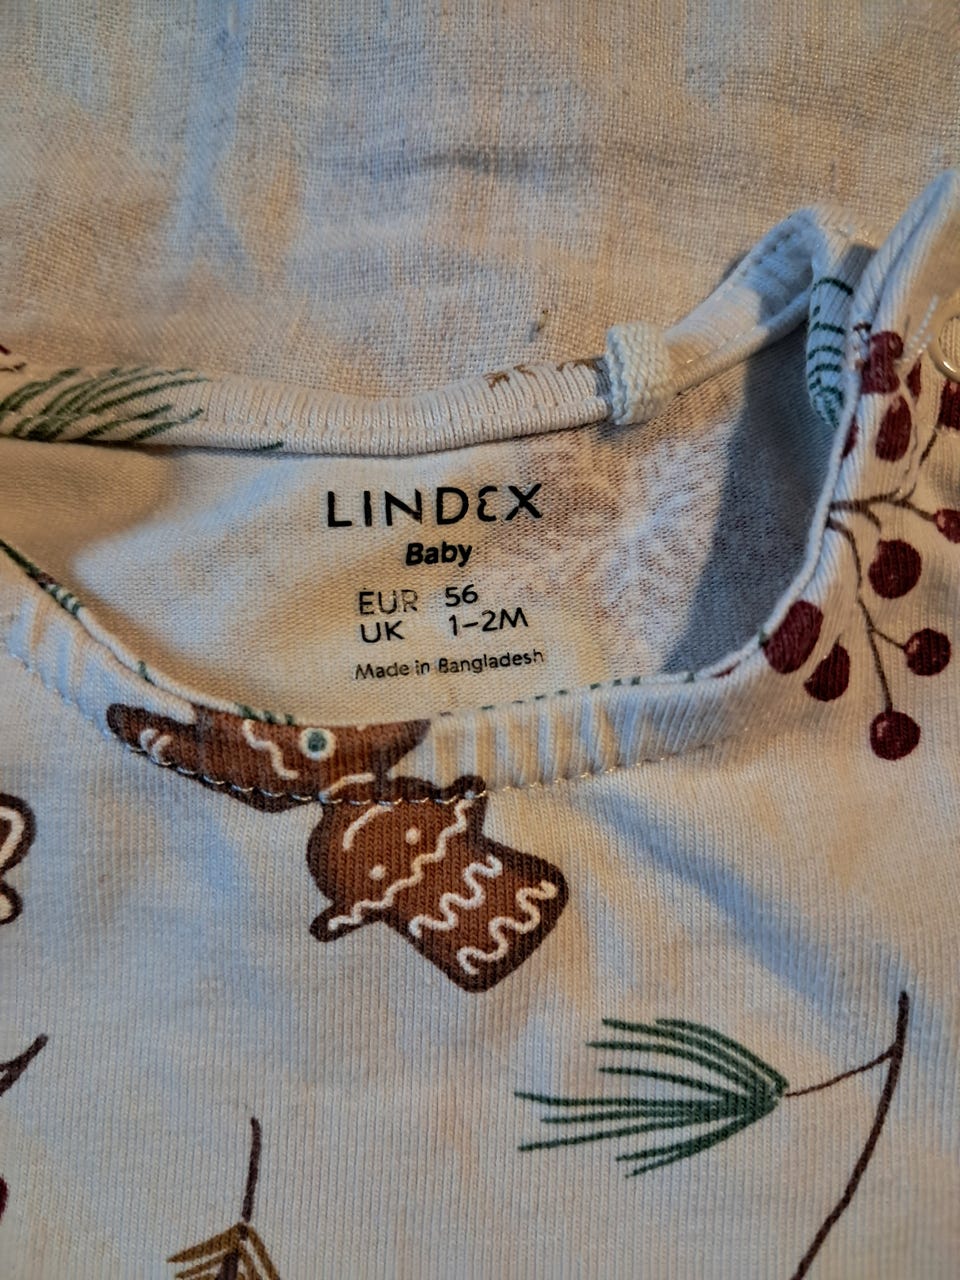 LINDEX
Baby
EUR 56
UK 1-2M
Made in Bangladesh